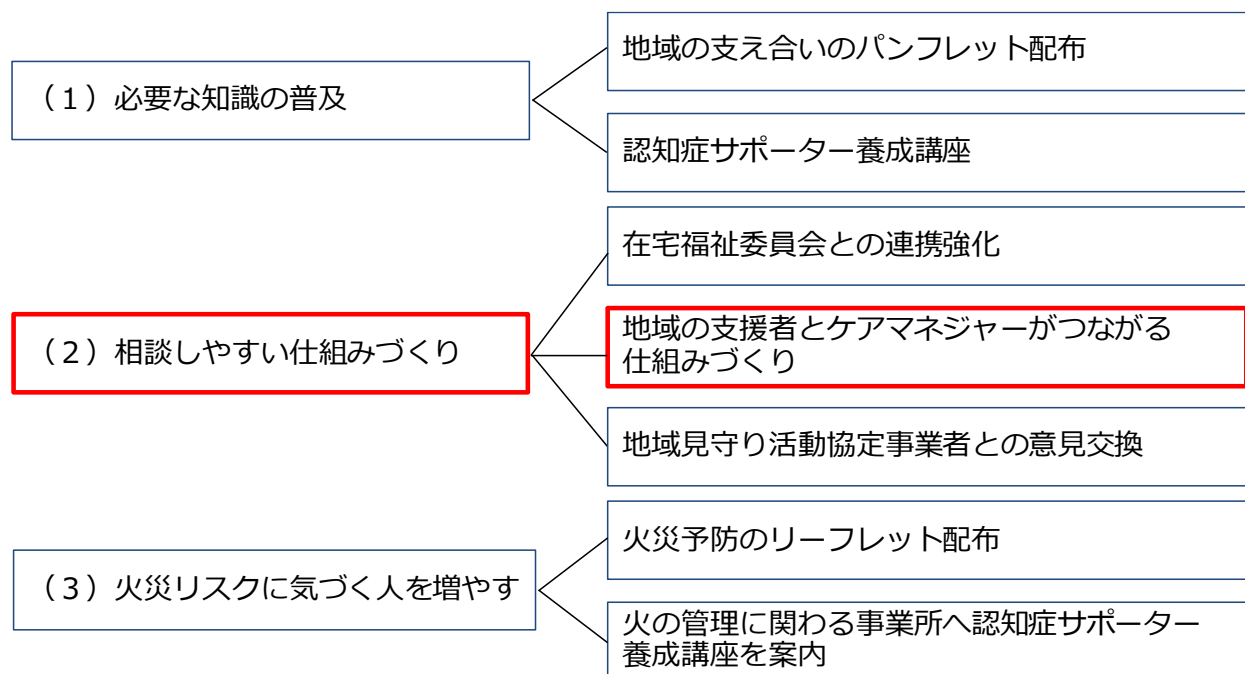 （１）必要な知識の普及
地域の支え合いのパンフレット配布
認知症サポーター養成講座
（２）相談しやすい仕組みづくり
在宅福祉委員会との連携強化
地域の支援者とケアマネジャーがつながる
仕組みづくり
地域見守り活動協定事業者との意見交換
（３）火災リスクに気づく人を増やす
火災予防のリーフレット配布
火の管理に関わる事業所へ認知症サポーター
養成講座を案内